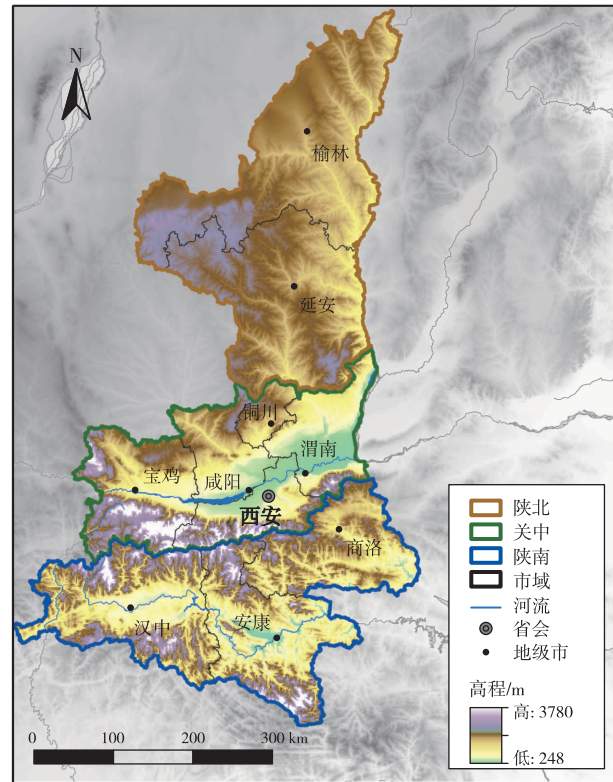 N
榆林
延安
铜川
渭南
宝鸡
咸阳
西安
商洛
汉中
安康
陕北
关中
陕南
市域
河流
省会
地级市
高程/m
高: 3780
低: 248
0 100 200 300 km